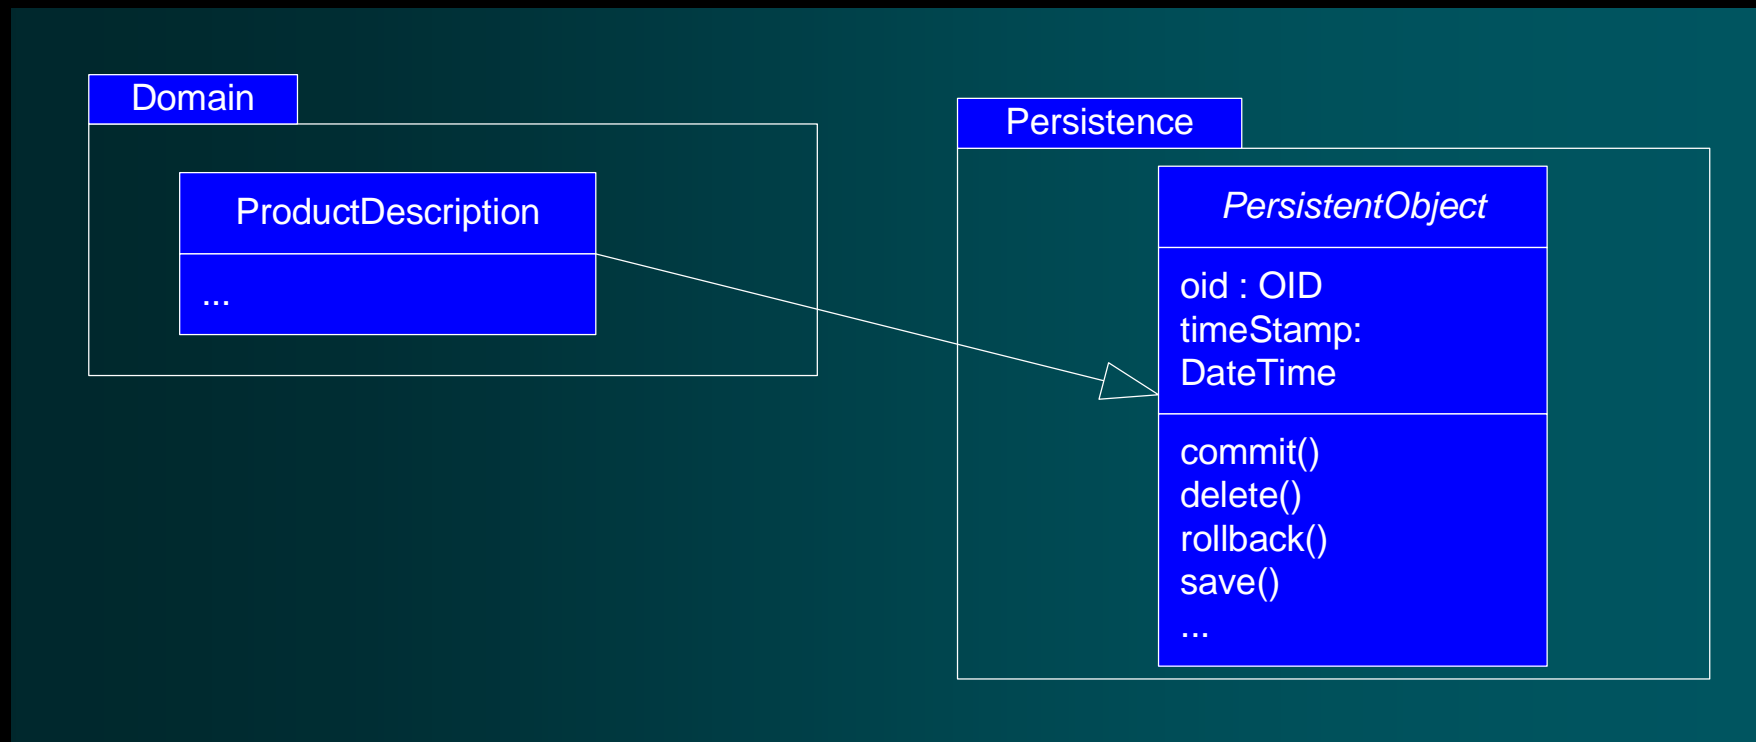 Domain
ProductDescription
...
Persistence
PersistentObject
oid : OID
timeStamp:
DateTime
commit()
delete()
rollback()
save()
...